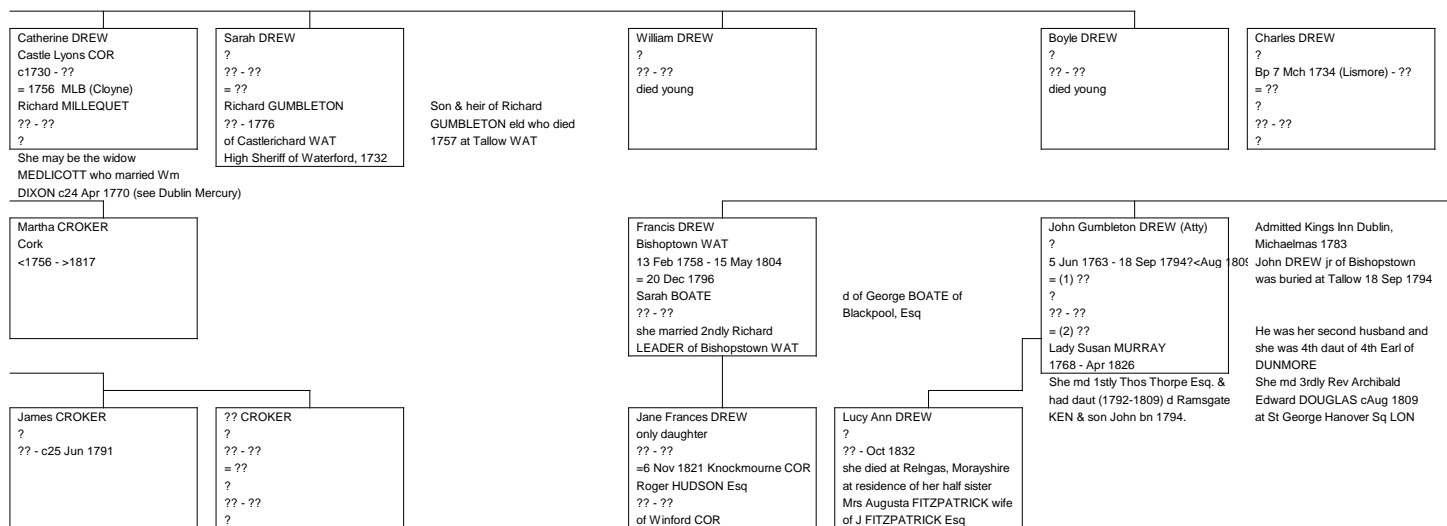 Catherine DREW
Castle Lyons COR
c1730 - ??
= 1756  MLB (Cloyne)
Richard MILLEQUET
?? - ??
?
She may be the widow
MEDLICOTT who married Wm
DIXON c24 Apr 1770 (see Dublin Mercury)
Sarah DREW
?
?? - ??
= ??
Richard GUMBLETON
?? - 1776
of Castlerichard WAT
High Sheriff of Waterford, 1732
Son & heir of Richard
GUMBLETON eld who died
1757 at Tallow WAT
William DREW
?
?? - ??
died young
Boyle DREW
?
?? - ??
died young
Charles DREW
?
Bp 7 Mch 1734 (Lismore) - ??
= ??
?
?? - ??
?
Martha CROKER
Cork
<1756 - >1817
Francis DREW
Bishoptown WAT
13 Feb 1758 - 15 May 1804
= 20 Dec 1796
Sarah BOATE
?? - ??
she married 2ndly Richard
LEADER of Bishopstown WAT
d of George BOATE of
Blackpool, Esq
John Gumbleton DREW (Atty)
?
5 Jun 1763 - 18 Sep 1794?<Aug 1809
= (1) ??
?
?? - ??
= (2) ??
Lady Susan MURRAY
1768 - Apr 1826
She md 1stly Thos Thorpe Esq. &
had daut (1792-1809) d Ramsgate
KEN & son John bn 1794.
Admitted Kings Inn Dublin,
Michaelmas 1783
John DREW jr of Bishopstown
was buried at Tallow 18 Sep 1794
He was her second husband and
she was 4th daut of 4th Earl of
DUNMORE
She md 3rdly Rev Archibald
Edward DOUGLAS cAug 1809
at St George Hanover Sq LON
James CROKER
?
?? - c25 Jun 1791
?? CROKER
?
?? - ??
= ??
?
?? - ??
?
Jane Frances DREW
only daughter
?? - ??
=6 Nov 1821 Knockmourne COR
Roger HUDSON Esq
?? - ??
of Winford COR
Lucy Ann DREW
?
?? - Oct 1832
she died at Relngas, Morayshire
at residence of her half sister
Mrs Augusta FITZPATRICK wife
of J FITZPATRICK Esq